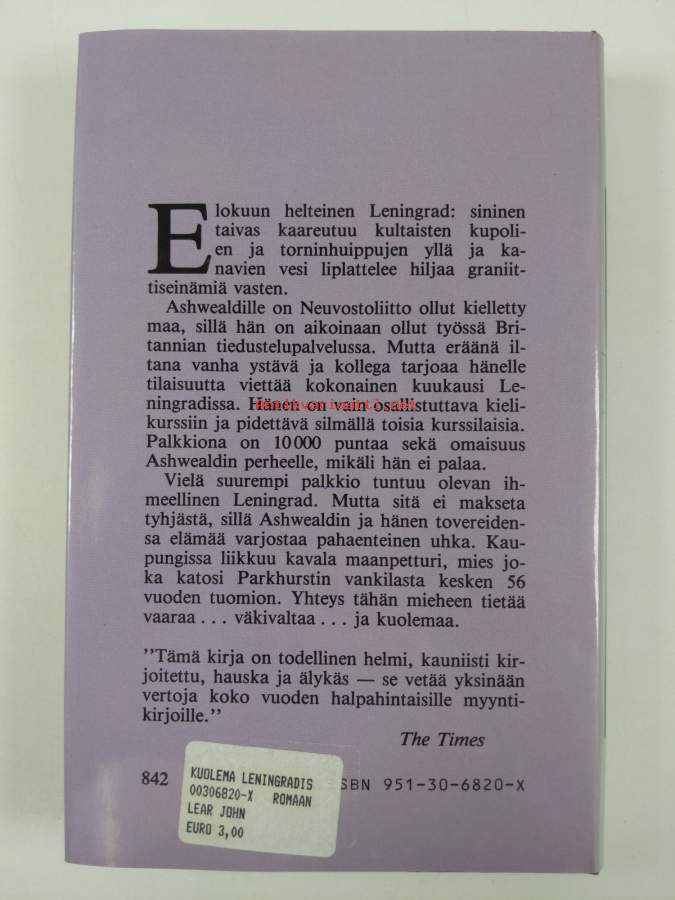 Elokuun helteinen Leningrad: sininen
taivas kaareutuu kultaisten kupoli-
en ja torninhuippujen yllä ja ka-
navien vesi liplattelee hiljaa graniit-
tiseinämiä vasten.
Ashwealdille on Neuvostoliitto ollut kielletty
maa, sillä hän on aikoinaan ollut työssä Bri-
tannian tiedustelupalvelussa. Mutta eräänä il-
tana vanha ystävä ja kollega tarjoaa hänelle
tilaisuutta viettää kokonainen kuukausi Le-
ningradissa. Hänen on vain osallistuttava kieli-
kurssiin ja pidettävä silmällä toisia kurssilaisia.
Palkkiona on 10 000 puntaa sekä omaisuus
Ashwealdin perheelle, mikäli hän ei palaa.
Vielä suurempi palkkio tuntuu olevan ih-
meellinen Leningrad. Mutta sitä ei makseta
tyhjästä, sillä Ashwealdin ja hänen tovereiden-
sa elämää varjostaa pahaenteinen uhka. Kau-
pungissa liikkuu kavala maanpetturi, mies jo-
ka katosi Parkhurstin vankilasta kesken 56
vuoden tuomion. Yhteys tähän mieheen tietää
vaaraa . . . väkivaltaa . . . ja kuolemaa.
''Tämä kirja on todellinen helmi, kauniisti kir-
joitettu, hauska ja älykäs — se vetää yksinään
vertoja koko vuoden halpahintaisille myynti-
kirjoille.''
The Times
842 ISBN 951-30-6820-X
KUOLEMA LENINGRADIS
00306820-X ROMAAN
LEAR JOHN
EURO 3,00